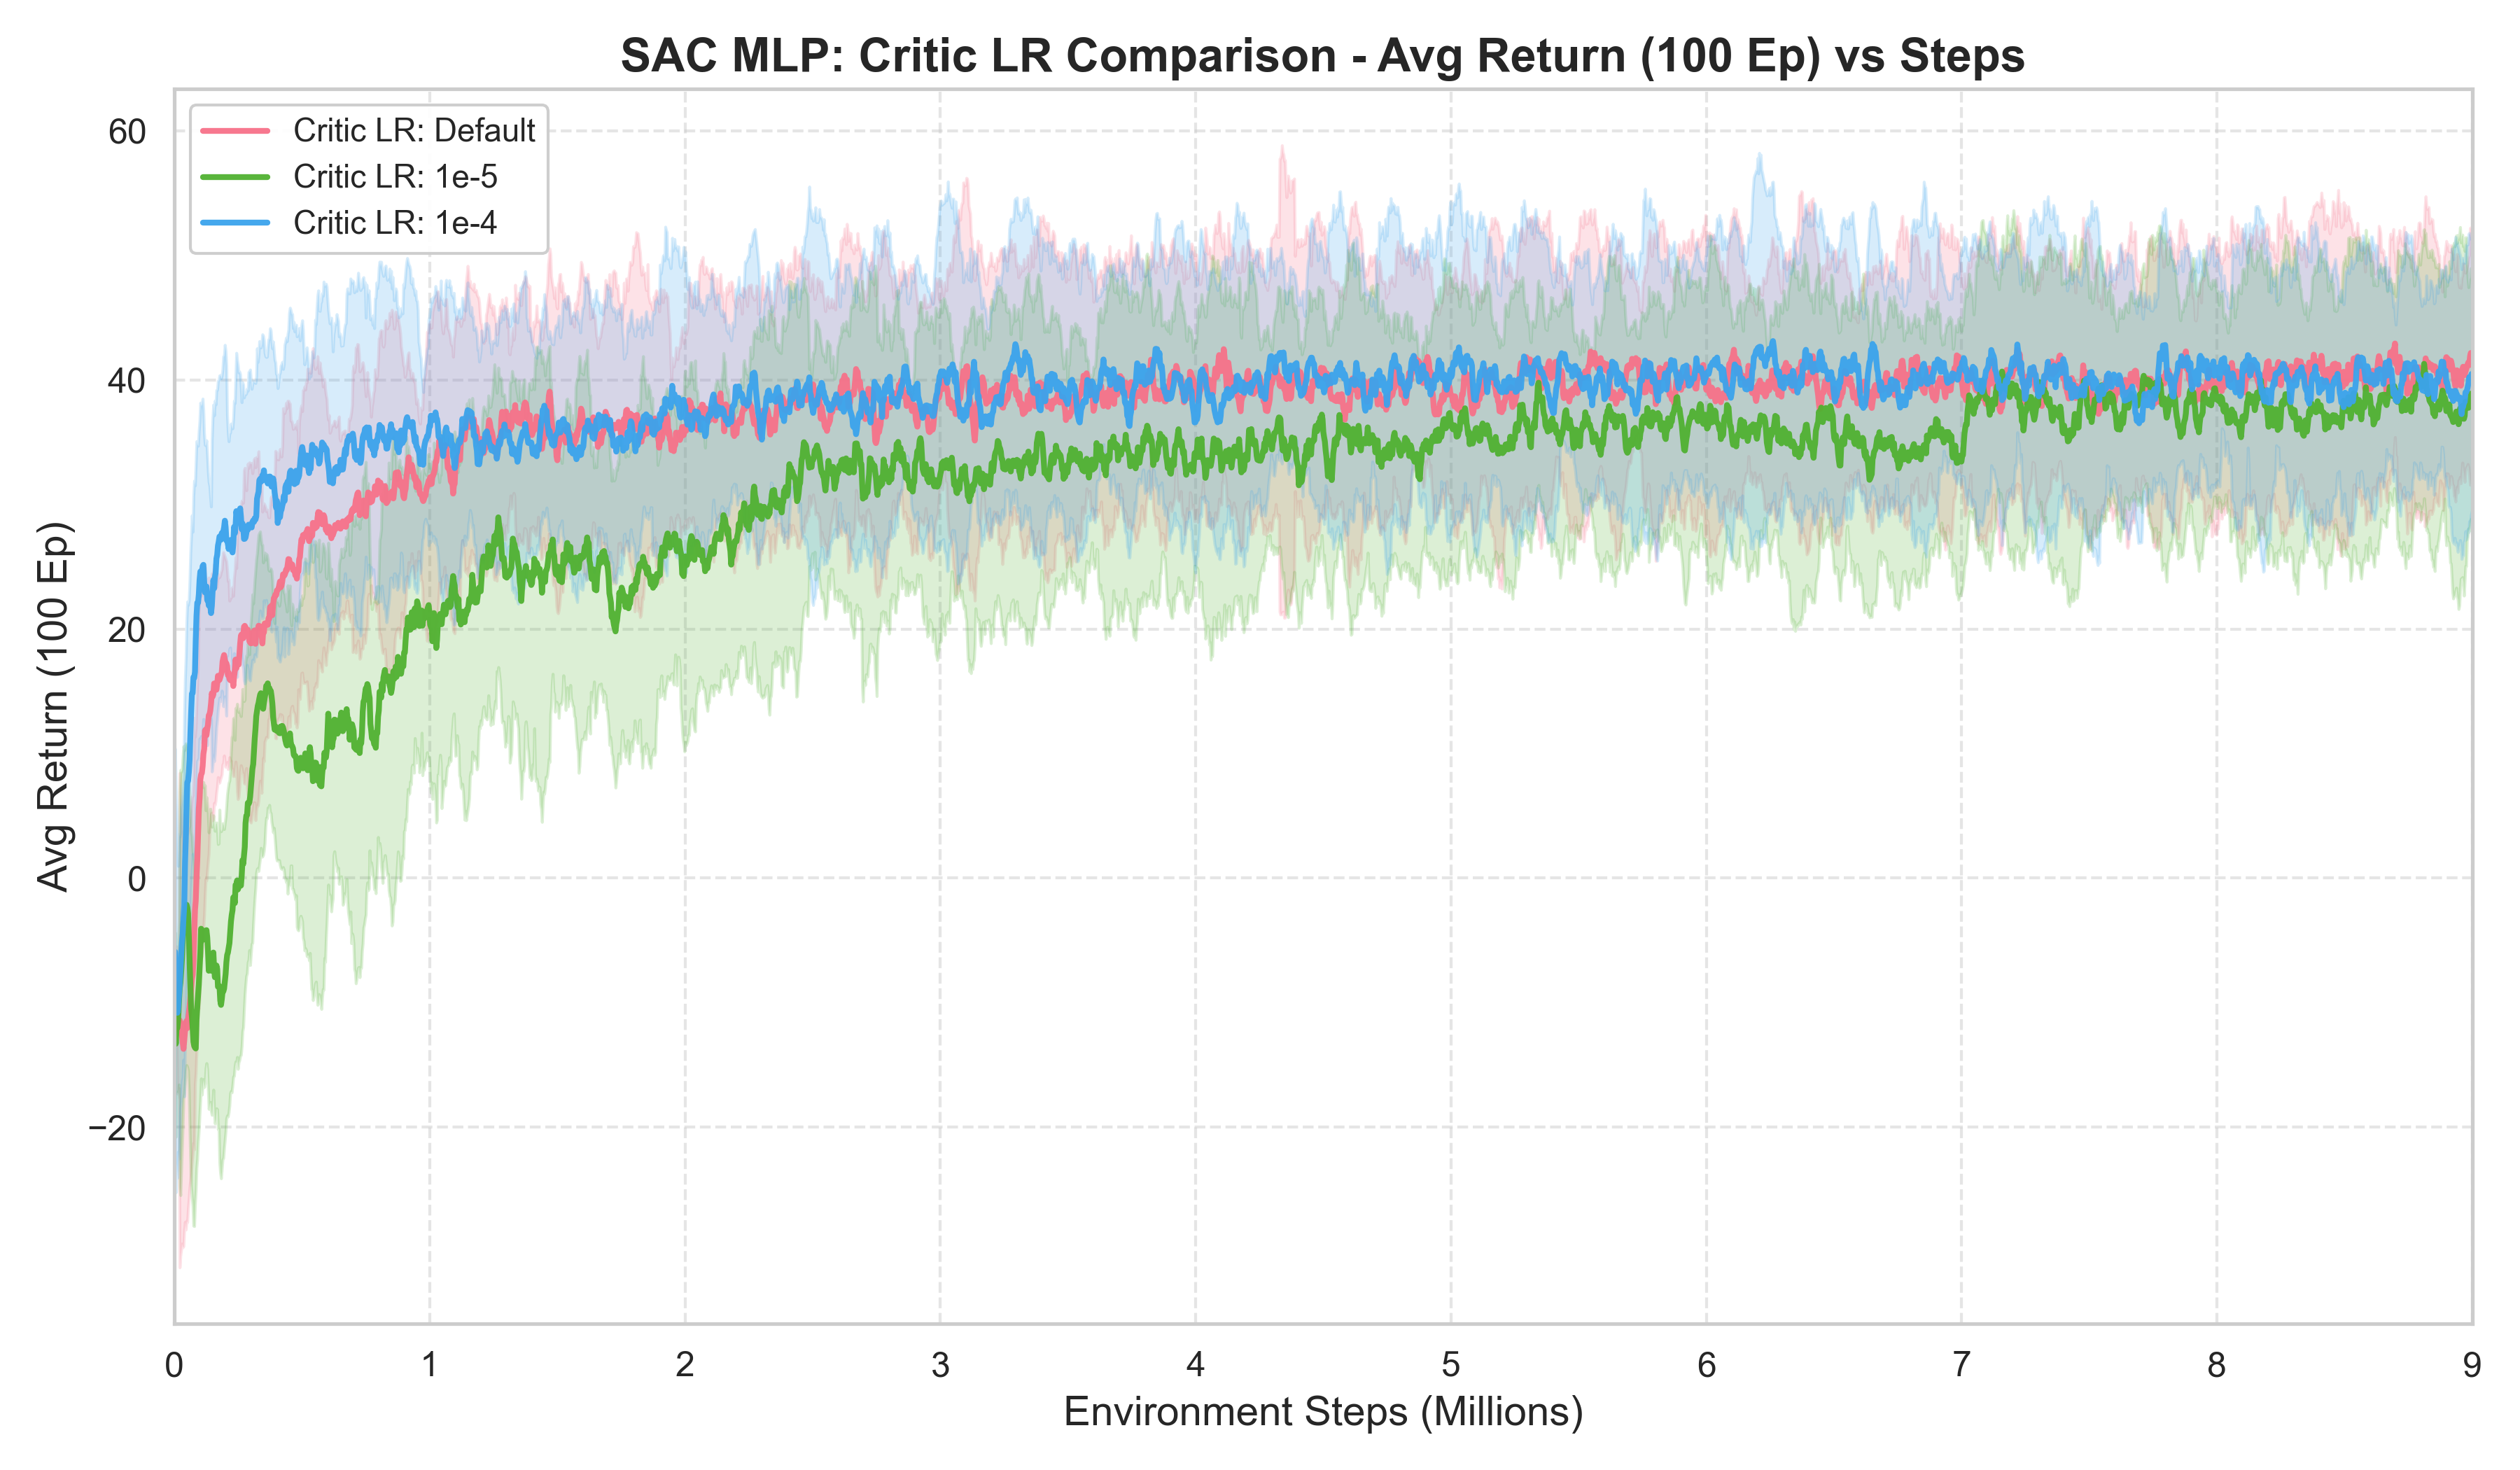 SAC MLP: Critic LR Comparison - Avg Return (100 Ep) vs Steps
Critic LR: Default
Critic LR: 1e-5
Critic LR: 1e-4
60
40
20
0
−20
Avg Return (100 Ep)
0 1 2 3 4 5 6 7 8 9
Environment Steps (Millions)